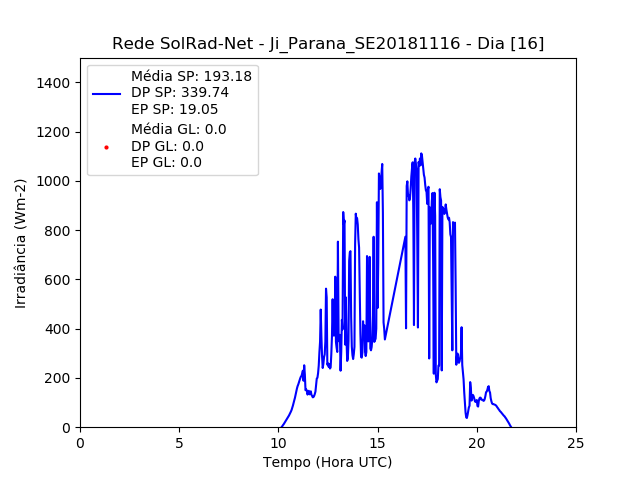 Rede SolRad-Net - Ji_Parana_SE20181116 - Dia [16]
Média SP: 193.18
DP SP: 339.74
EP SP: 19.05
Média GL: 0.0
DP GL: 0.0
EP GL: 0.0
Irradiância (Wm-2)
1400
1200
1000
800
600
400
200
0
0 5 10 15 20 25
Tempo (Hora UTC)